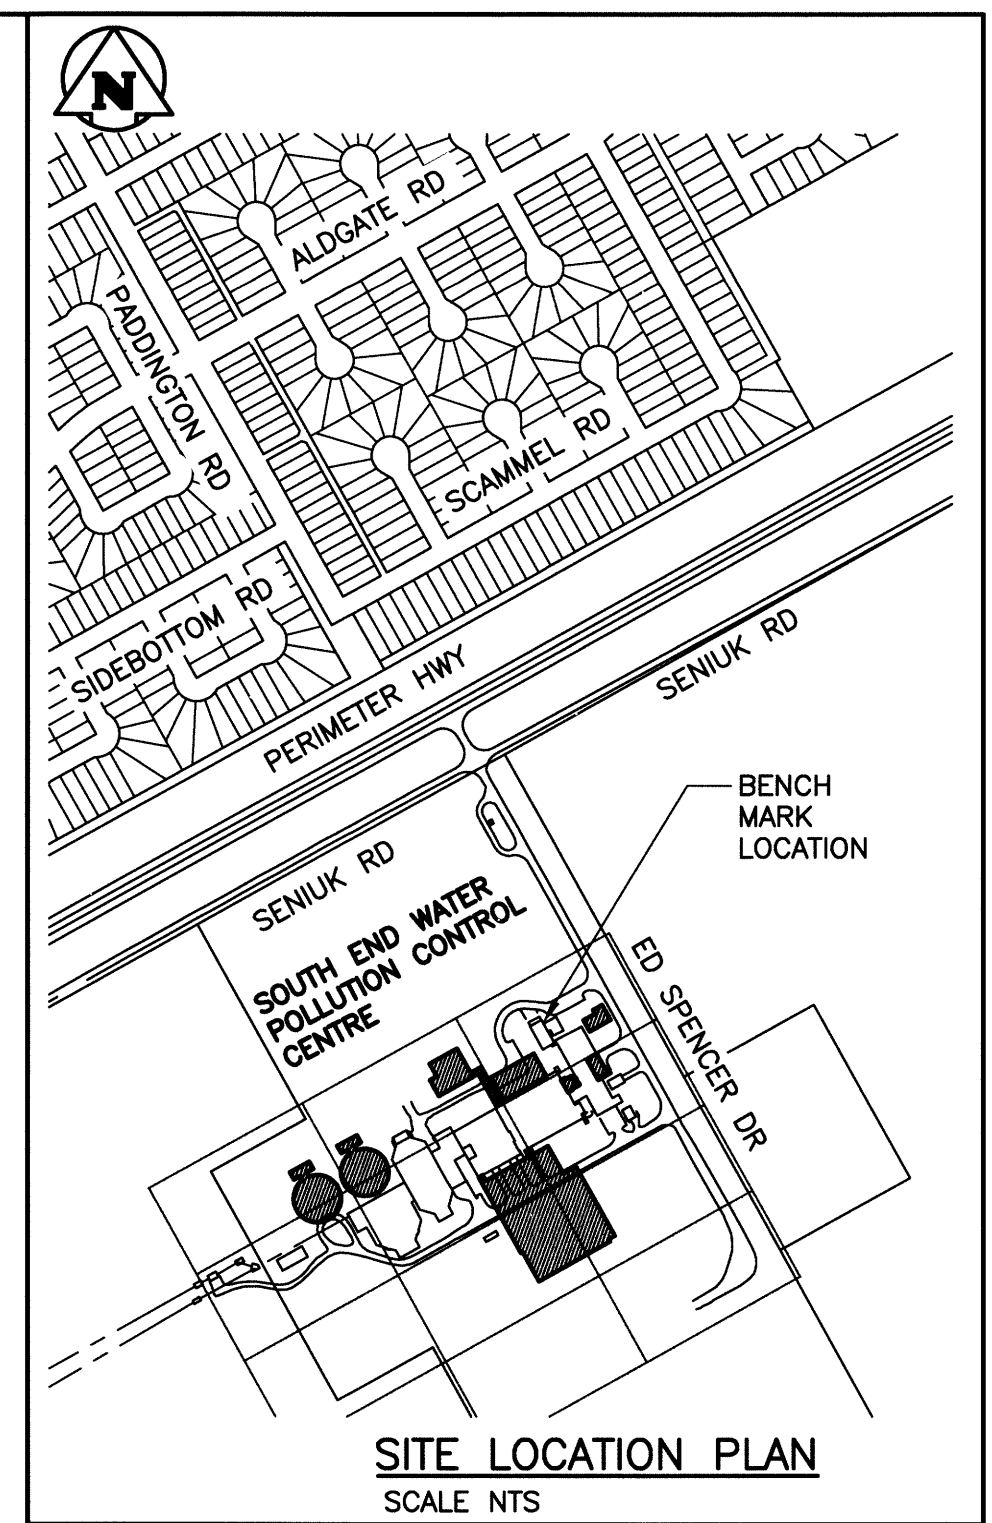 N
ALDGATE RD
PADDINGTON RD
SCAMMEL RD
SIDEBOTTOM RD
PERIMETER HWY
SENIUK RD
BENCH
MARK
LOCATION
SENIUK RD
SOUTH END WATER
POLLUTION CONTROL
CENTRE
ED SPENCER DR
SITE LOCATION PLAN
SCALE NTS